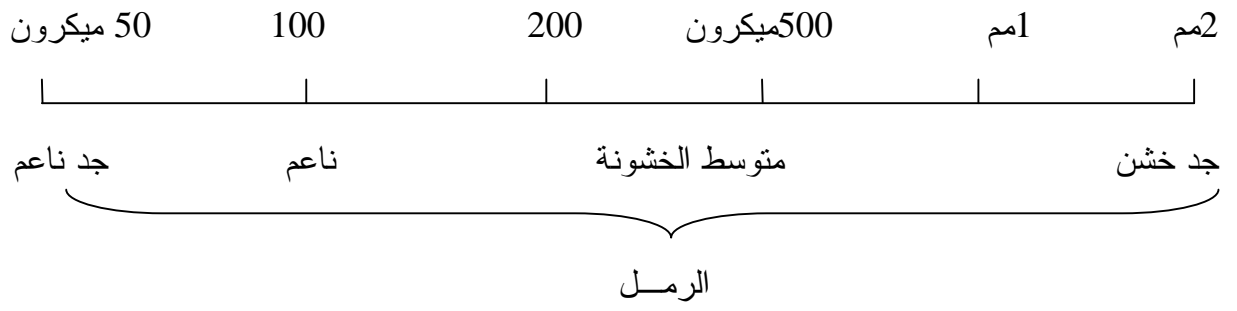 2مم 1مم 500ميكرون 200 100 50 ميكرون
جد خشن متوسط الخشونة ناعم جد ناعم
الرمــل